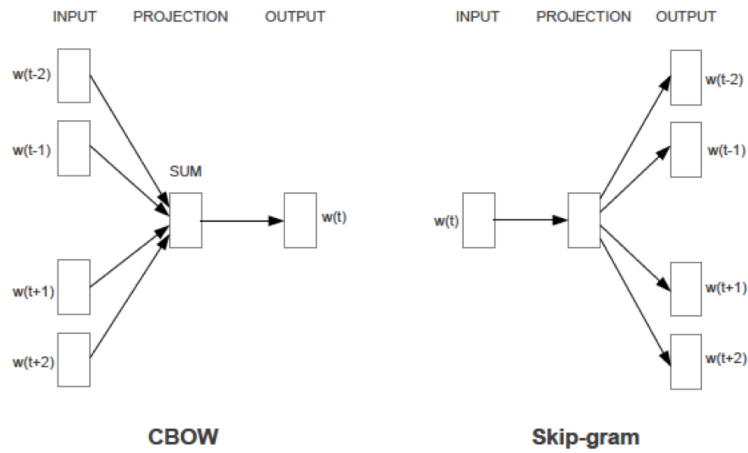 INPUT PROJECTION OUTPUT
w(t-2)
w(t-1)
SUM
w(t)
w(t+1)
w(t+2)
CBOW
INPUT PROJECTION OUTPUT
w(t-2)
w(t-1)
w(t)
w(t+1)
w(t+2)
Skip-gram